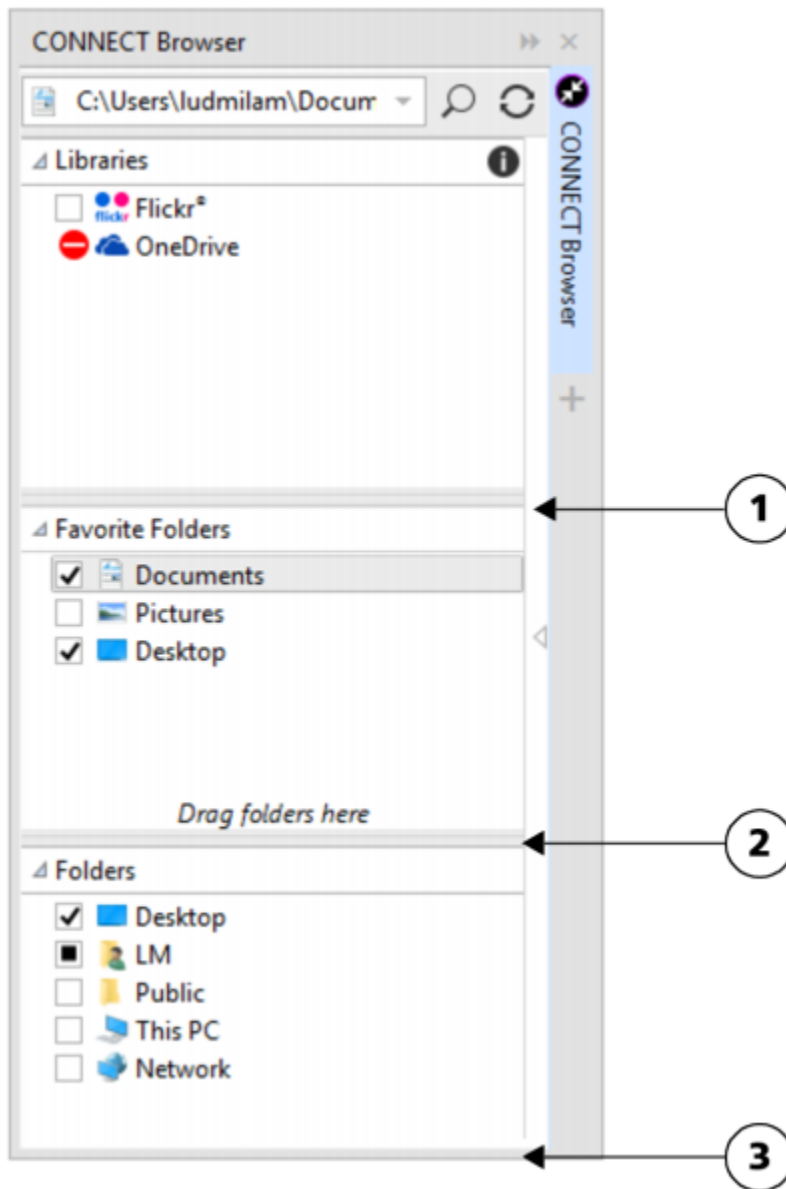 CONNECT Browser
C:\Users\ludmilam\Docum
CONNECT Browser
Libraries
flickr Flickr®
OneDrive
1
Favorite Folders
Documents
Pictures
Desktop
Drag folders here
2
Folders
Desktop
LM
Public
This PC
Network
3